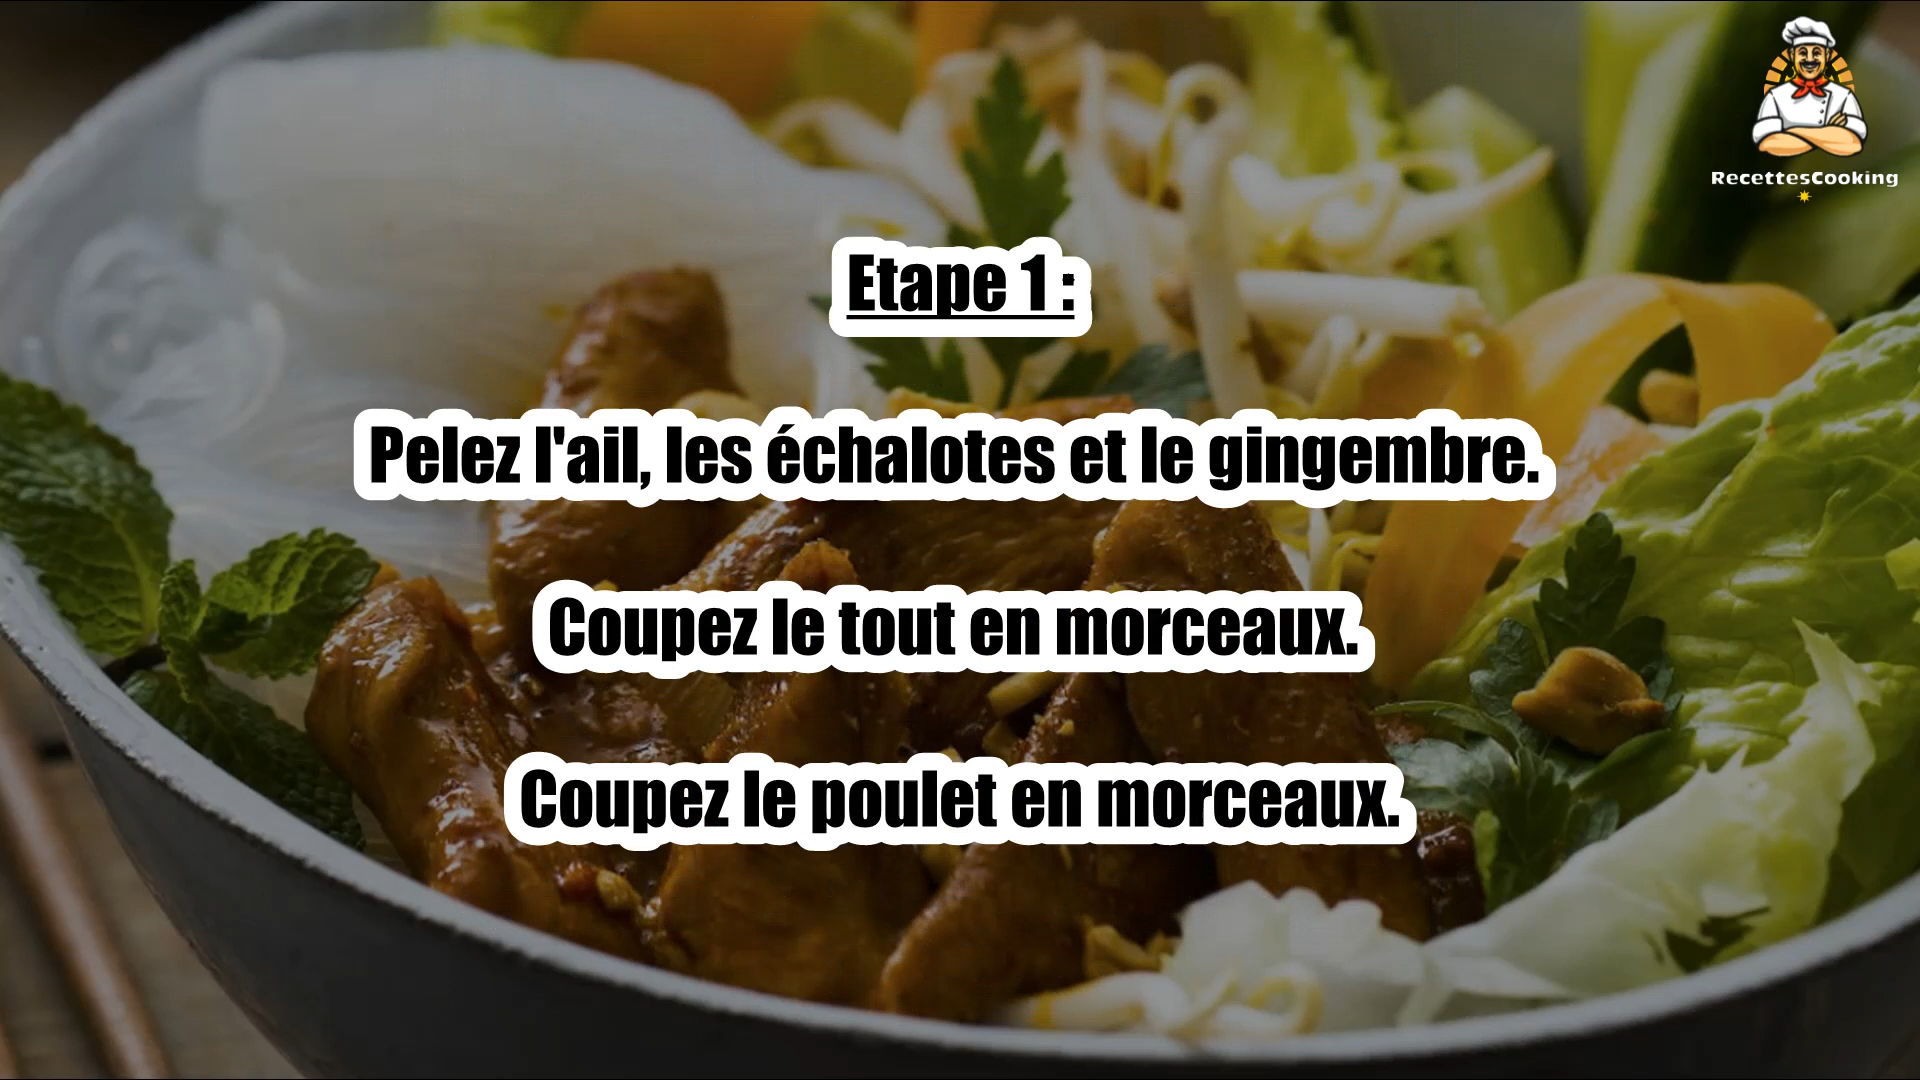 RecettesCooking
Etape 1 :
Pelez l'ail, les échalotes et le gingembre.
Coupez le tout en morceaux.
Coupez le poulet en morceaux.